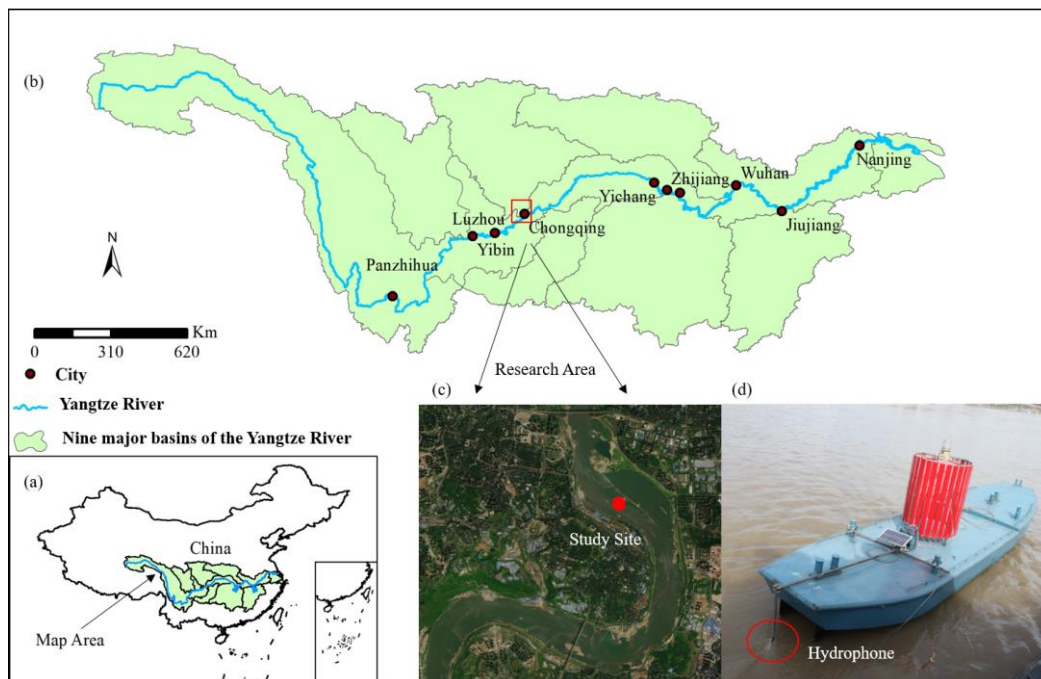 (b)
Nanjing
Wuhan
Zhijiang
Yichang
Jiujiang
Luzhou
Chongqing
Yibin
N
Panzhihua
Km
0 310 620
Research Area
City
(c)
(d)
Yangtze River
Nine major basins of the Yangtze River
(a)
China
Study Site
Map Area
Hydrophone